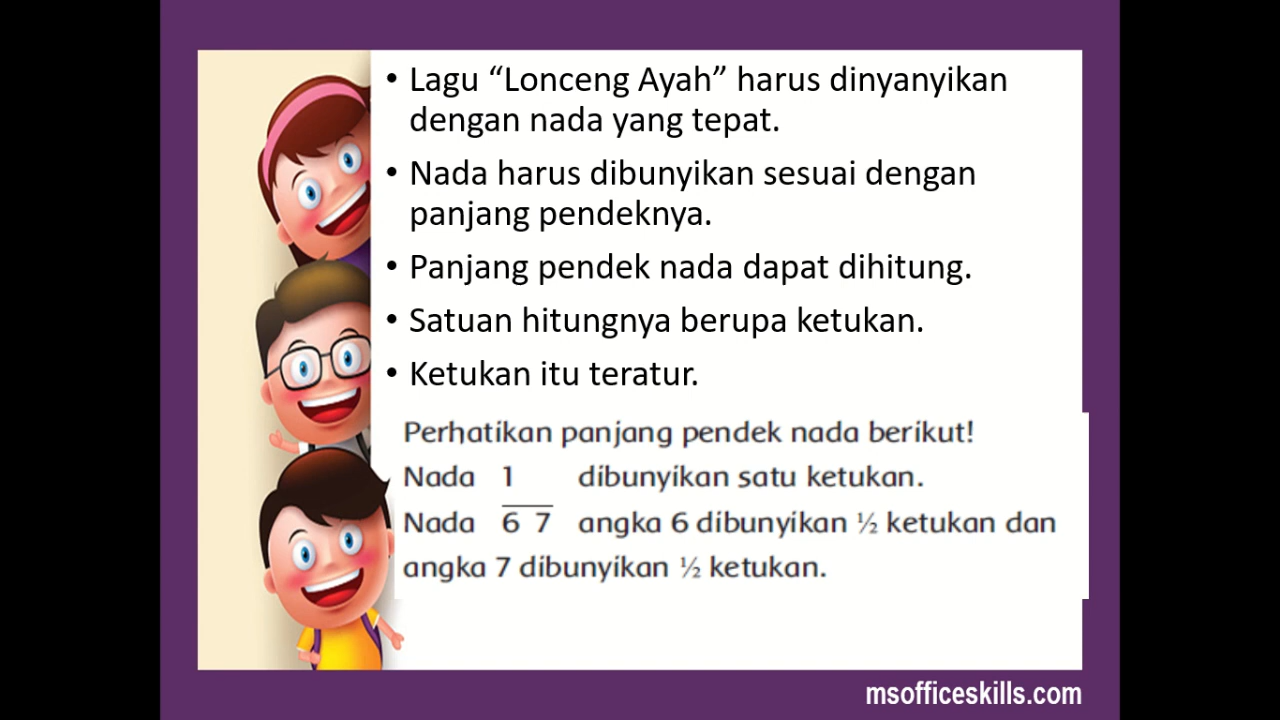 • Lagu “Lonceng Ayah” harus dinyanyikan
dengan nada yang tepat.
• Nada harus dibunyikan sesuai dengan
panjang pendeknya.
• Panjang pendek nada dapat dihitung.
• Satuan hitungnya berupa ketukan.
• Ketukan itu teratur.
Perhatikan panjang pendek nada berikut!
Nada 1 dibunyikan satu ketukan.
Nada 6 7 angka 6 dibunyikan ½ ketukan dan
angka 7 dibunyikan ½ ketukan.
msofficeskills.com